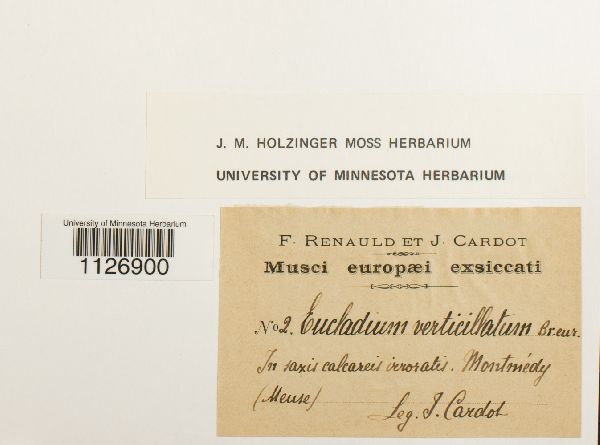 J. M. HOLZINGER MOSS HERBARIUM
UNIVERSITY OF MINNESOTA HERBARIUM
University of Minnesota Herbarium
1126900
F. RENAULD ET J. CARDOT
Musci europæi exsiccati
No 2. Eucladium verticillatum Br. eur.
In saxis calcareis irroratis. Montmédy
(Meuse) Leg. J. Cardot